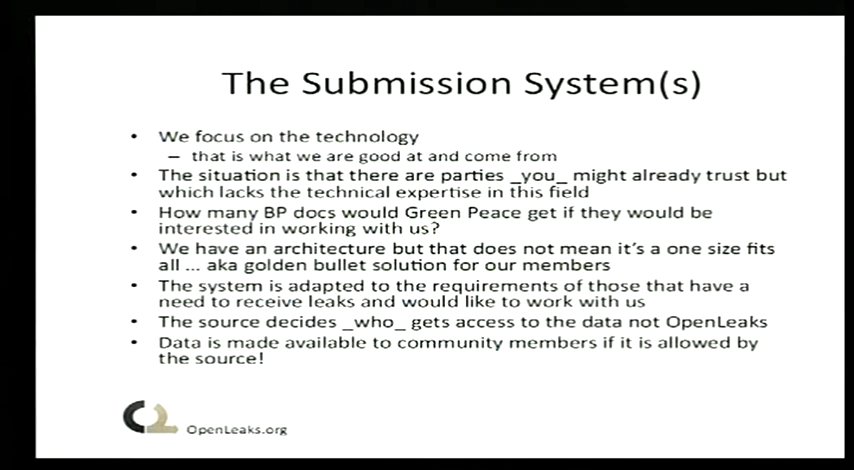 The Submission System(s)
• We focus on the technology
– that is what we are good at and come from
• The situation is that there are parties _you_ might already trust but
which lacks the technical expertise in this field
• How many BP docs would Green Peace get if they would be
interested in working with us?
• We have an architecture but that does not mean it's a one size fits
all ... aka golden bullet solution for our members
• The system is adapted to the requirements of those that have a
need to receive leaks and would like to work with us
• The source decides _who_ gets access to the data not OpenLeaks
• Data is made available to community members if it is allowed by
the source!
OpenLeaks.org